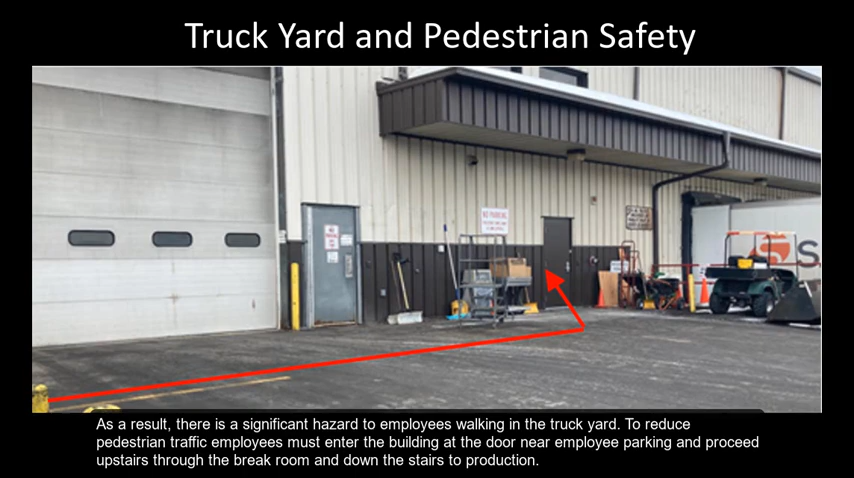 Truck Yard and Pedestrian Safety
NO PARKING
As a result, there is a significant hazard to employees walking in the truck yard. To reduce
pedestrian traffic employees must enter the building at the door near employee parking and proceed
upstairs through the break room and down the stairs to production.